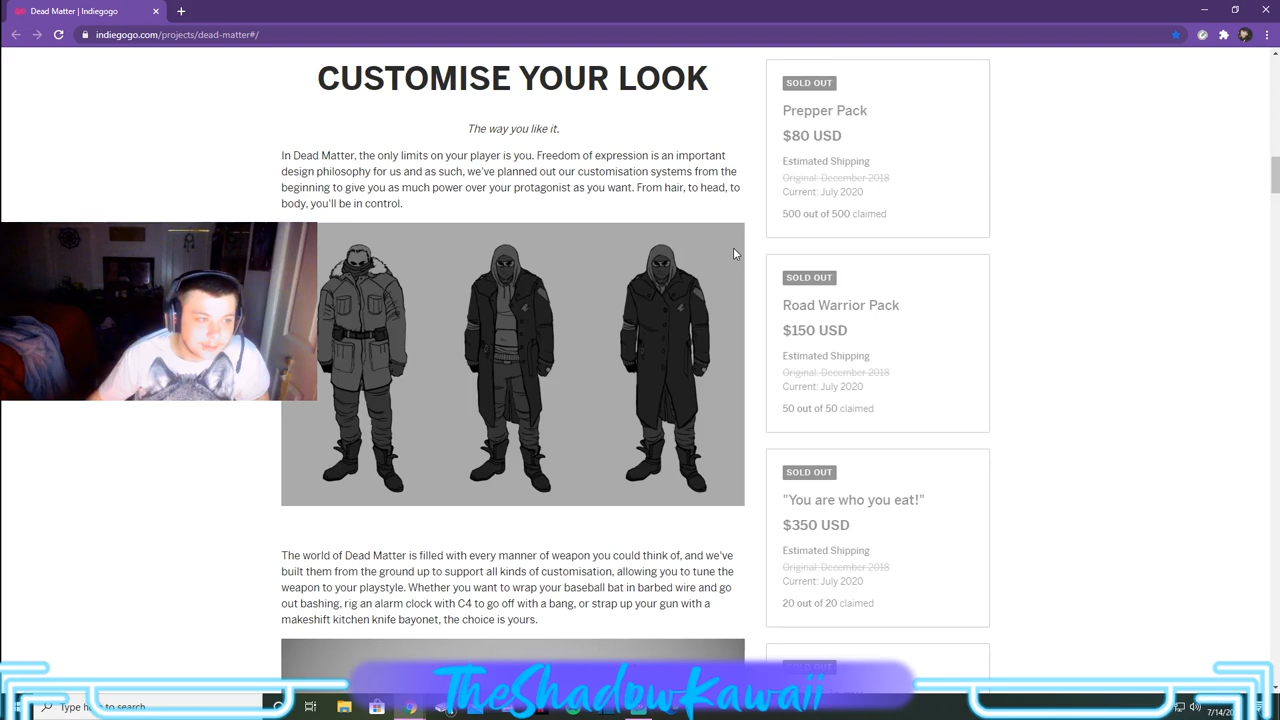 Dead Matter | Indiegogo
indiegogo.com/projects/dead-matter#/
CUSTOMISE YOUR LOOK
The way you like it.
In Dead Matter, the only limits on your player is you. Freedom of expression is an important
design philosophy for us and as such, we've planned out our customisation systems from the
beginning to give you as much power over your protagonist as you want. From hair, to head, to
body, you'll be in control.
The world of Dead Matter is filled with every manner of weapon you could think of, and we've
built them from the ground up to support all kinds of customisation, allowing you to tune the
weapon to your playstyle. Whether you want to wrap your baseball bat in barbed wire and go
out bashing, rig an alarm clock with C4 to go off with a bang, or strap up your gun with a
makeshift kitchen knife bayonet, the choice is yours.
SOLD OUT
Prepper Pack
$80 USD
Estimated Shipping
Original: December 2018
Current: July 2020
500 out of 500 claimed
SOLD OUT
Road Warrior Pack
$150 USD
Estimated Shipping
Original: December 2018
Current: July 2020
50 out of 50 claimed
SOLD OUT
"You are who you eat!"
$350 USD
Estimated Shipping
Original: December 2018
Current: July 2020
20 out of 20 claimed
SOLD OUT
TheShadowKawaii
Type here to search
7/14/20